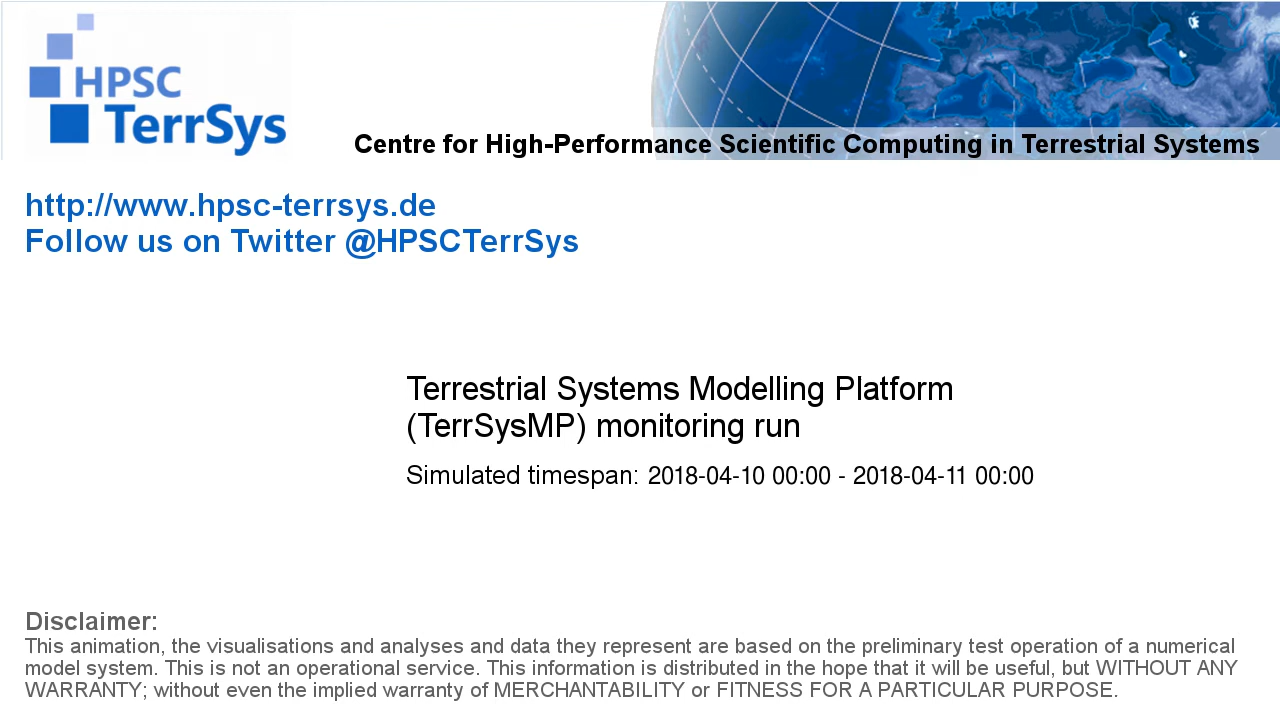 HPSC
TerrSys
Centre for High-Performance Scientific Computing in Terrestrial Systems
http://www.hpsc-terrsys.de
Follow us on Twitter @HPSCTerrSys
Terrestrial Systems Modelling Platform
(TerrSysMP) monitoring run
Simulated timespan: 2018-04-10 00:00 - 2018-04-11 00:00
Disclaimer:
This animation, the visualisations and analyses and data they represent are based on the preliminary test operation of a numerical
model system. This is not an operational service. This information is distributed in the hope that it will be useful, but WITHOUT ANY
WARRANTY; without even the implied warranty of MERCHANTABILITY or FITNESS FOR A PARTICULAR PURPOSE.